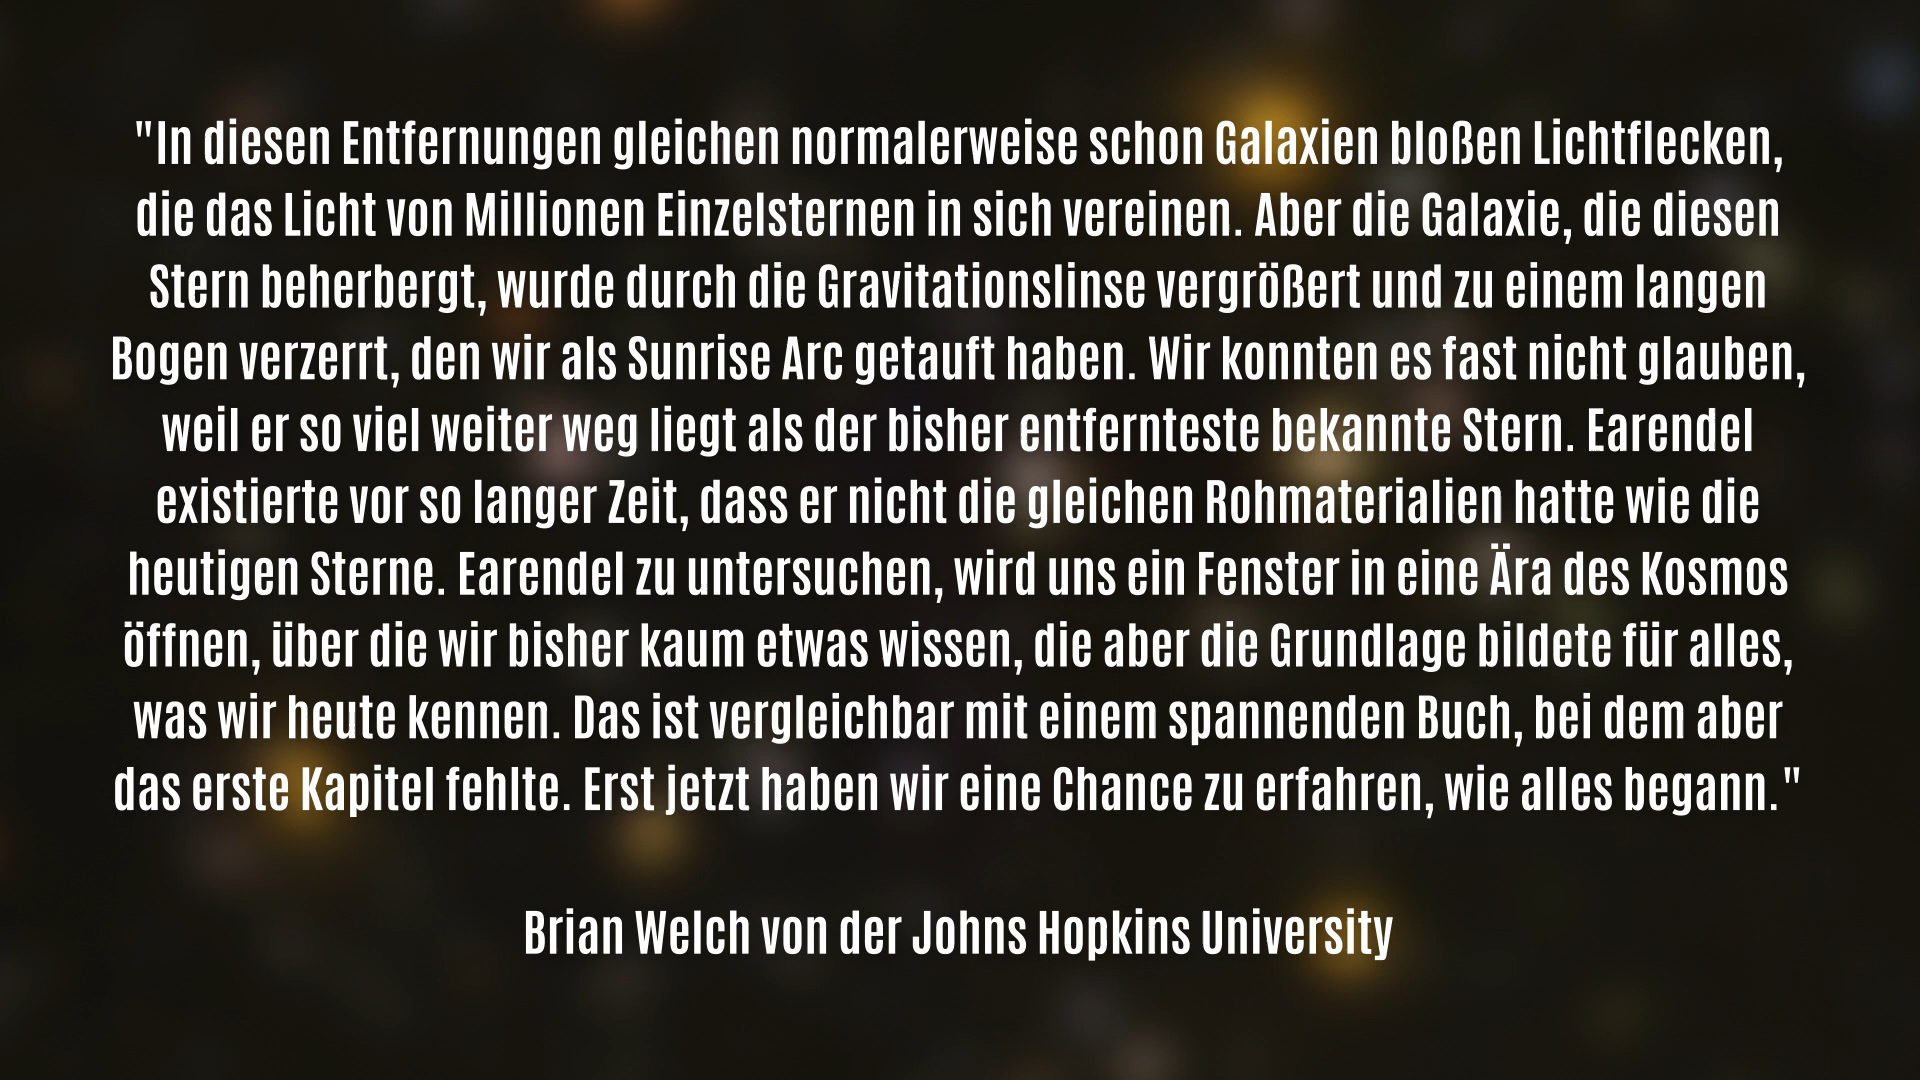 "In diesen Entfernungen gleichen normalerweise schon Galaxien bloßen Lichtflecken,
die das Licht von Millionen Einzelsternen in sich vereinen. Aber die Galaxie, die diesen
Stern beherbergt, wurde durch die Gravitationslinse vergrößert und zu einem langen
Bogen verzerrt, den wir als Sunrise Arc getauft haben. Wir konnten es fast nicht glauben,
weil er so viel weiter weg liegt als der bisher entfernteste bekannte Stern. Earendel
existierte vor so langer Zeit, dass er nicht die gleichen Rohmaterialien hatte wie die
heutigen Sterne. Earendel zu untersuchen, wird uns ein Fenster in eine Ära des Kosmos
öffnen, über die wir bisher kaum etwas wissen, die aber die Grundlage bildete für alles,
was wir heute kennen. Das ist vergleichbar mit einem spannenden Buch, bei dem aber
das erste Kapitel fehlte. Erst jetzt haben wir eine Chance zu erfahren, wie alles begann."
Brian Welch von der Johns Hopkins University